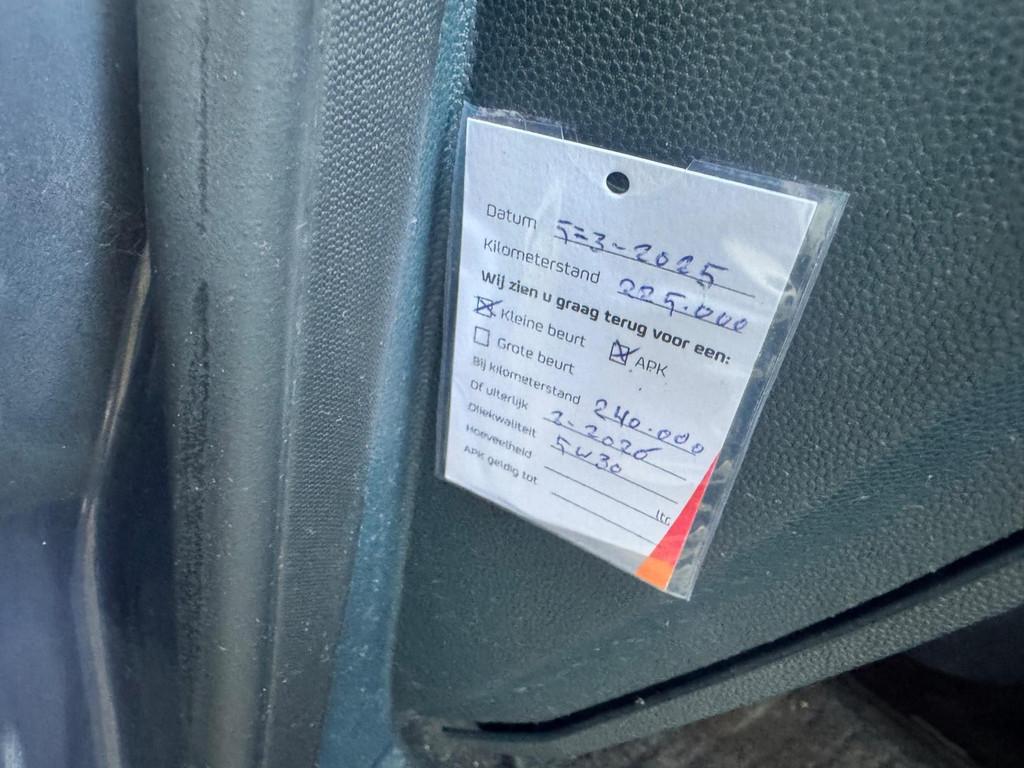 Datum 5-3-2025
Kilometerstand 225.000
Wij zien u graag terug voor een:
Kleine beurt APK
Grote beurt
Bij kilometerstand 240.000
Of uiterlijk 2-2026
Oliekwaliteit 5W30
Hoeveelheid ltr.
APK geldig tot